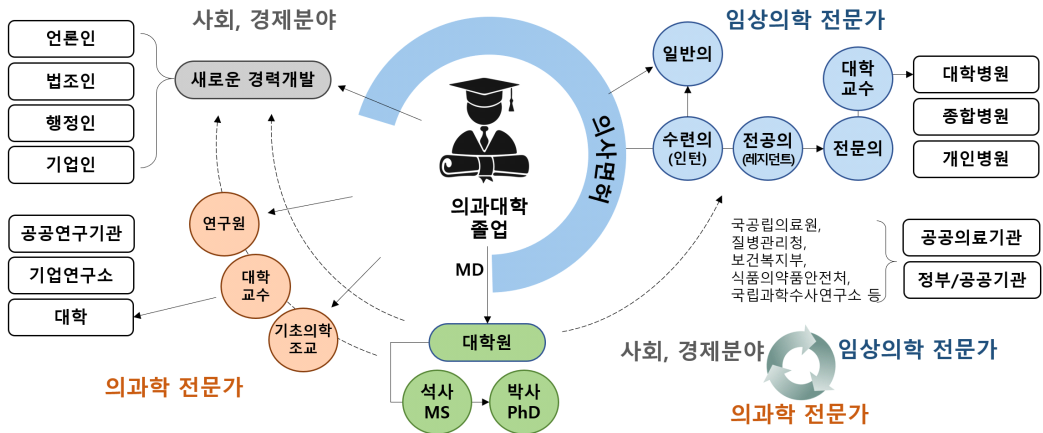 사회, 경제분야
언론인
법조인
행정인
기업인
새로운 경력개발
임상의학 전문가
일반의
대학
교수
대학병원
종합병원
개인병원
수련의
(인턴)
전공의
(레지던트)
전문의
의사면허
의과대학
졸업
MD
연구원
대학
교수
기초의학
조교
공공연구기관
기업연구소
대학
의과학 전문가
대학원
석사
MS
박사
PhD
국공립의료원,
질병관리청,
보건복지부,
식품의약품안전처,
국립과학수사연구소 등
공공의료기관
정부/공공기관
사회, 경제분야
임상의학 전문가
의과학 전문가